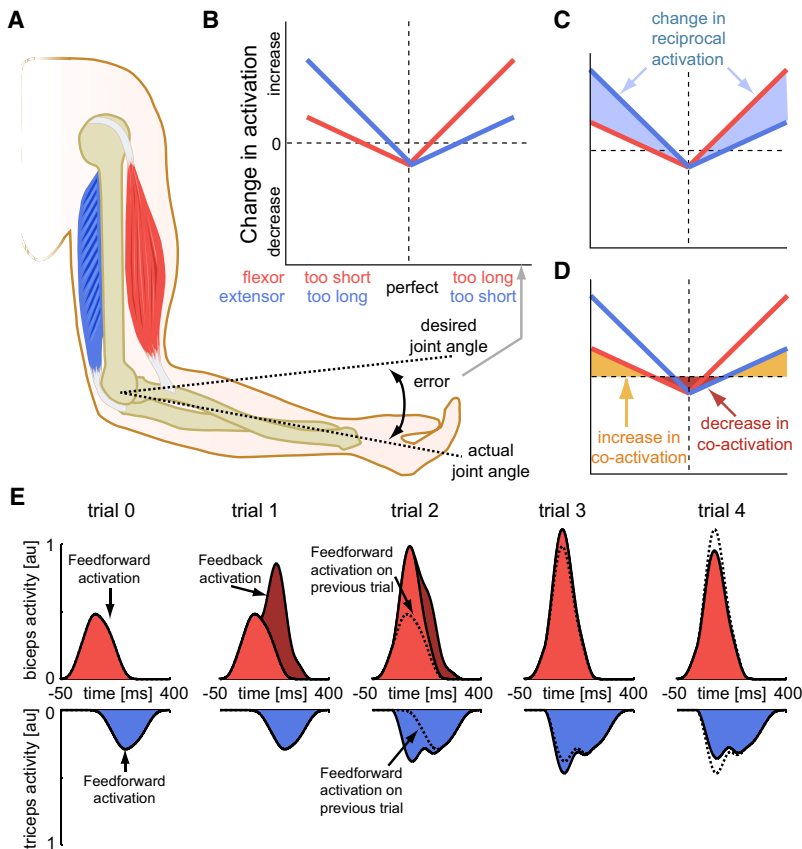 A
B
Change in activation
increase
0
decrease
flexor too short too long
extensor too long perfect too short
desired
joint angle
error
actual
joint angle
C
change in
reciprocal
activation
D
increase in
co-activation
decrease in
co-activation
E
trial 0 trial 1 trial 2 trial 3 trial 4
biceps activity [au]
1
0
Feedforward
activation
Feedback
activation
Feedforward
activation on
previous trial
-50 time [ms] 400 -50 time [ms] 400 -50 time [ms] 400 -50 time [ms] 400 -50 time [ms] 400
triceps activity [au]
0
1
Feedforward
activation
Feedforward
activation on
previous trial